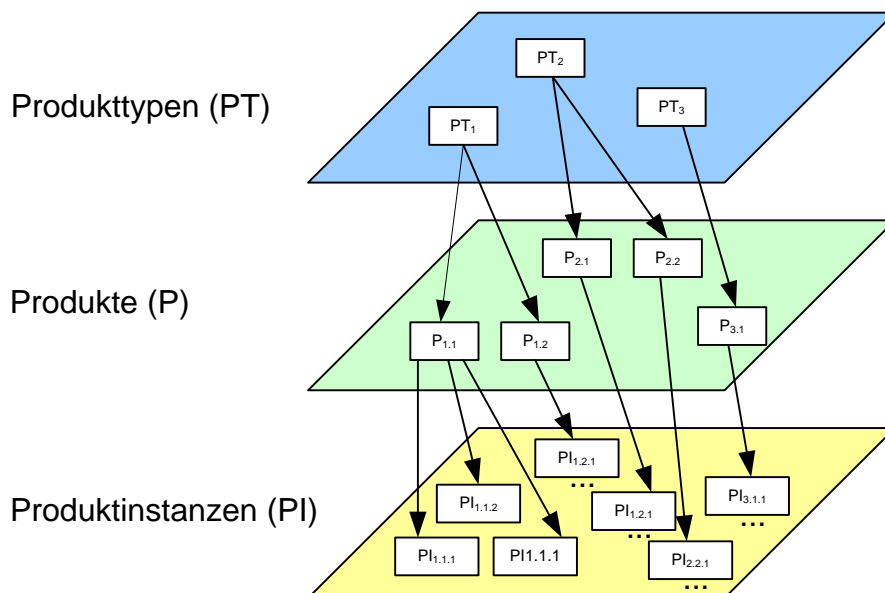 PT₂
Produkttypen (PT)
PT₃
PT₁
P₂.₁
P₂.₂
Produkte (P)
P₃.₁
P₁.₁
P₁.₂
PI₁.₂.₁
...
PI₁.₁.₂
PI₃.₁.₁
...
Produktinstanzen (PI)
PI₁.₂.₁
...
PI₁.₁.₁
PI1.1.1
PI₂.₂.₁
...